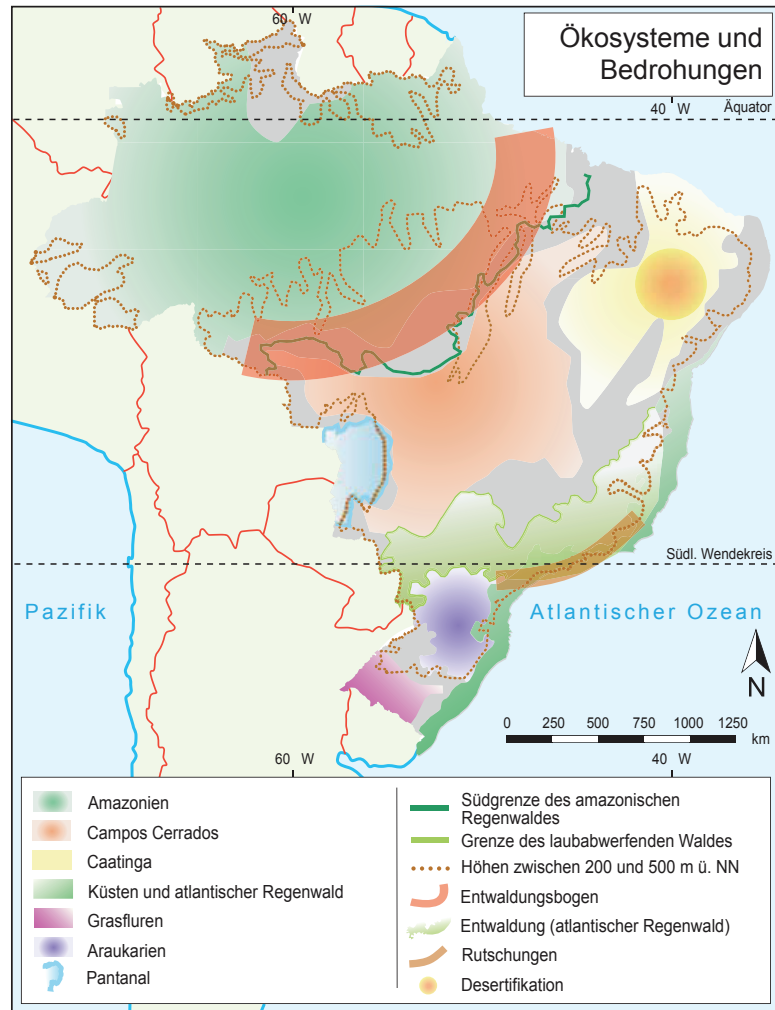 60 W
Ökosysteme und
Bedrohungen
40 W
Äquator
Südl. Wendekreis
Pazifik
Atlantischer Ozean
N
0 250 500 750 1000 1250
km
60 W
40 W
Amazonien
Campos Cerrados
Caatinga
Küsten und atlantischer Regenwald
Grasfluren
Araukarien
Pantanal
Südgrenze des amazonischen
Regenwaldes
Grenze des laubabwerfenden Waldes
Höhen zwischen 200 und 500 m ü. NN
Entwaldungsbogen
Entwaldung (atlantischer Regenwald)
Rutschungen
Desertifikation